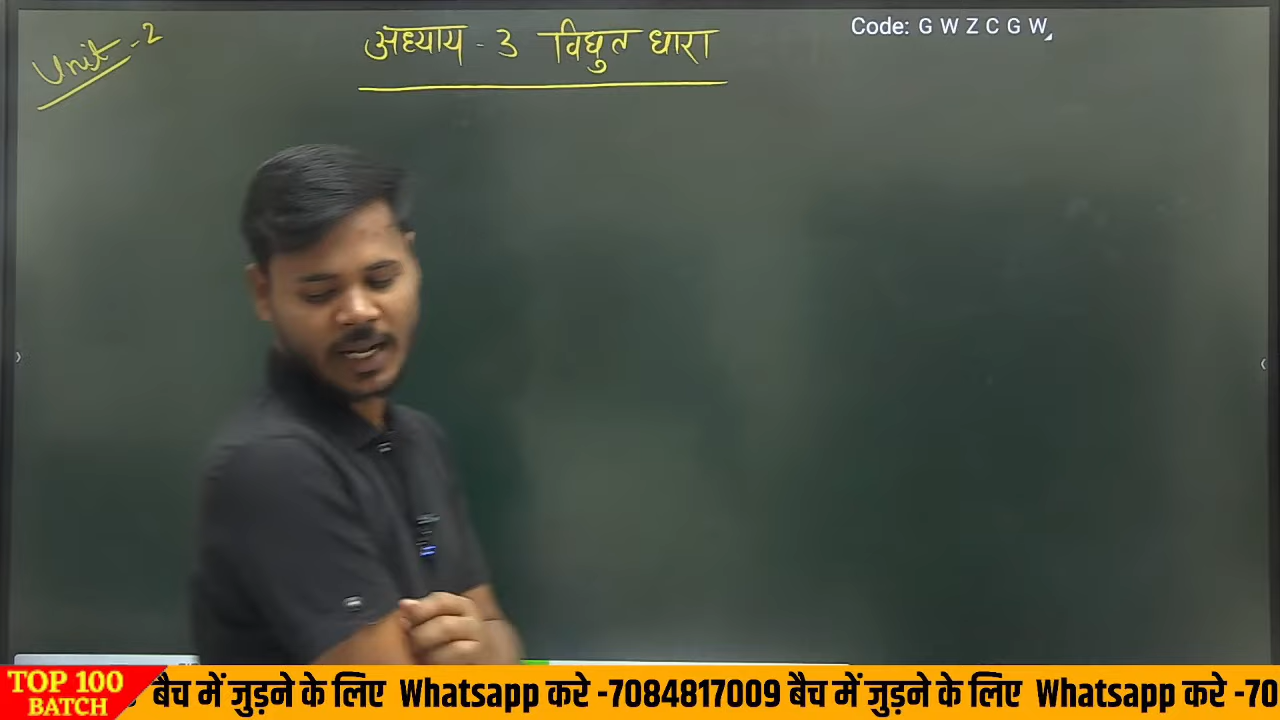 Unit - 2
अध्याय - 3 विद्युत धारा
Code: G W Z C G W
TOP 100
BATCH
बैच में जुड़ने के लिए Whatsapp करे -7084817009 बैच में जुड़ने के लिए Whatsapp करे -70